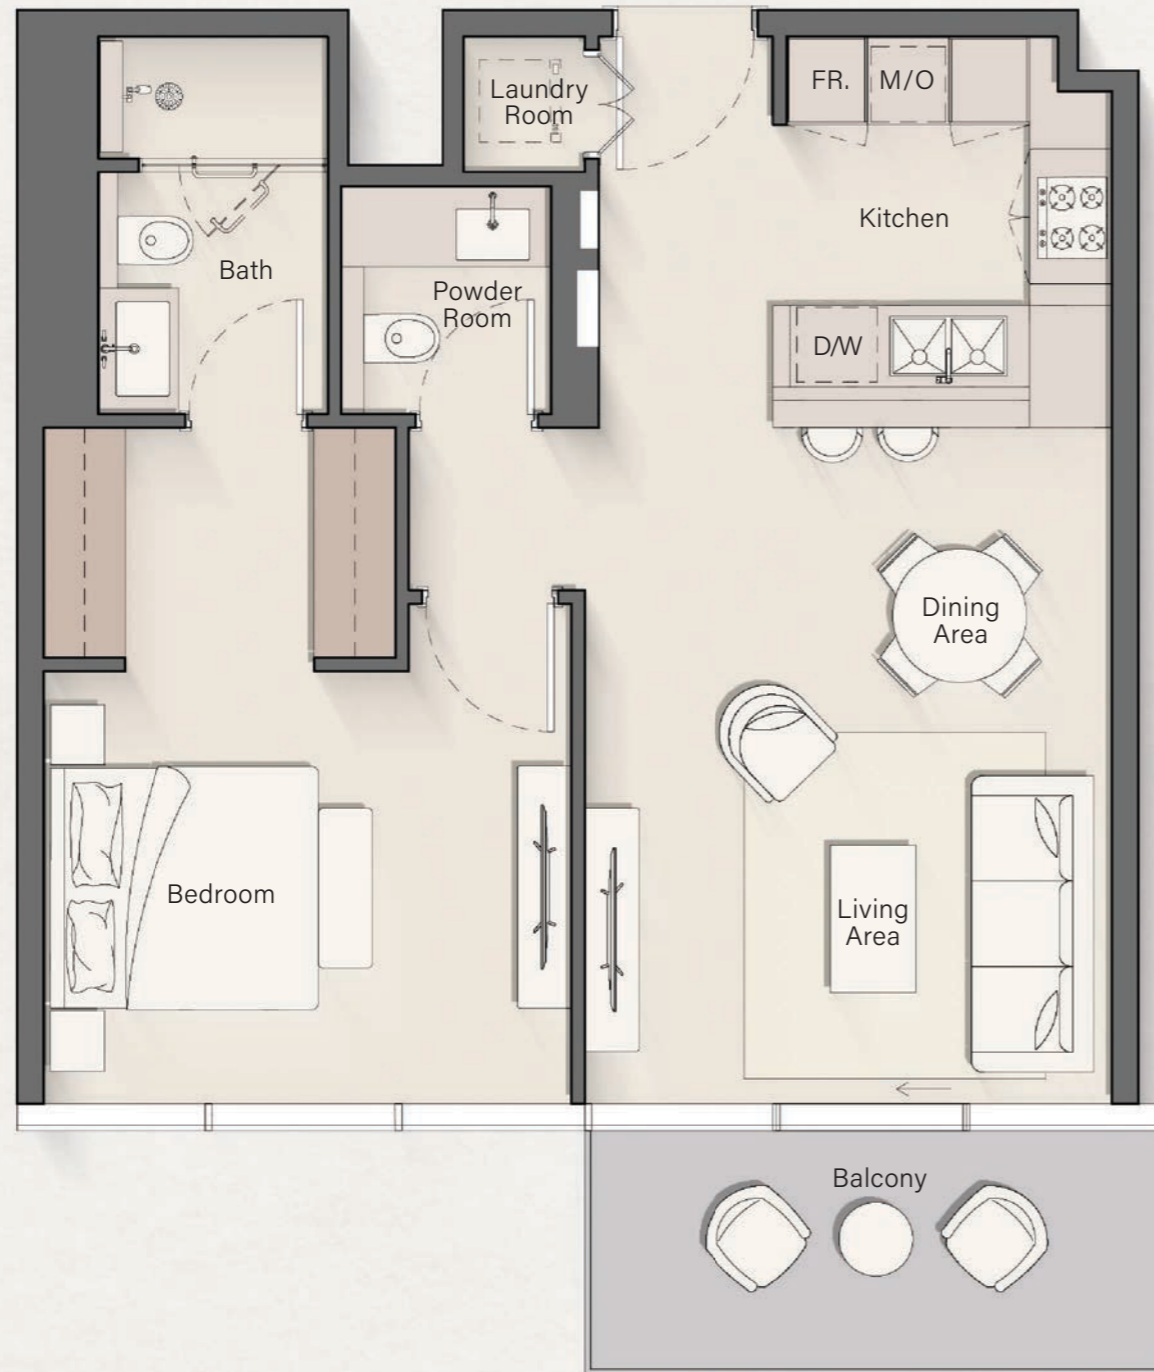 Laundry
Room
FR.
M/O
Kitchen
Bath
Powder
Room
D/W
Dining
Area
Bedroom
Living
Area
Balcony